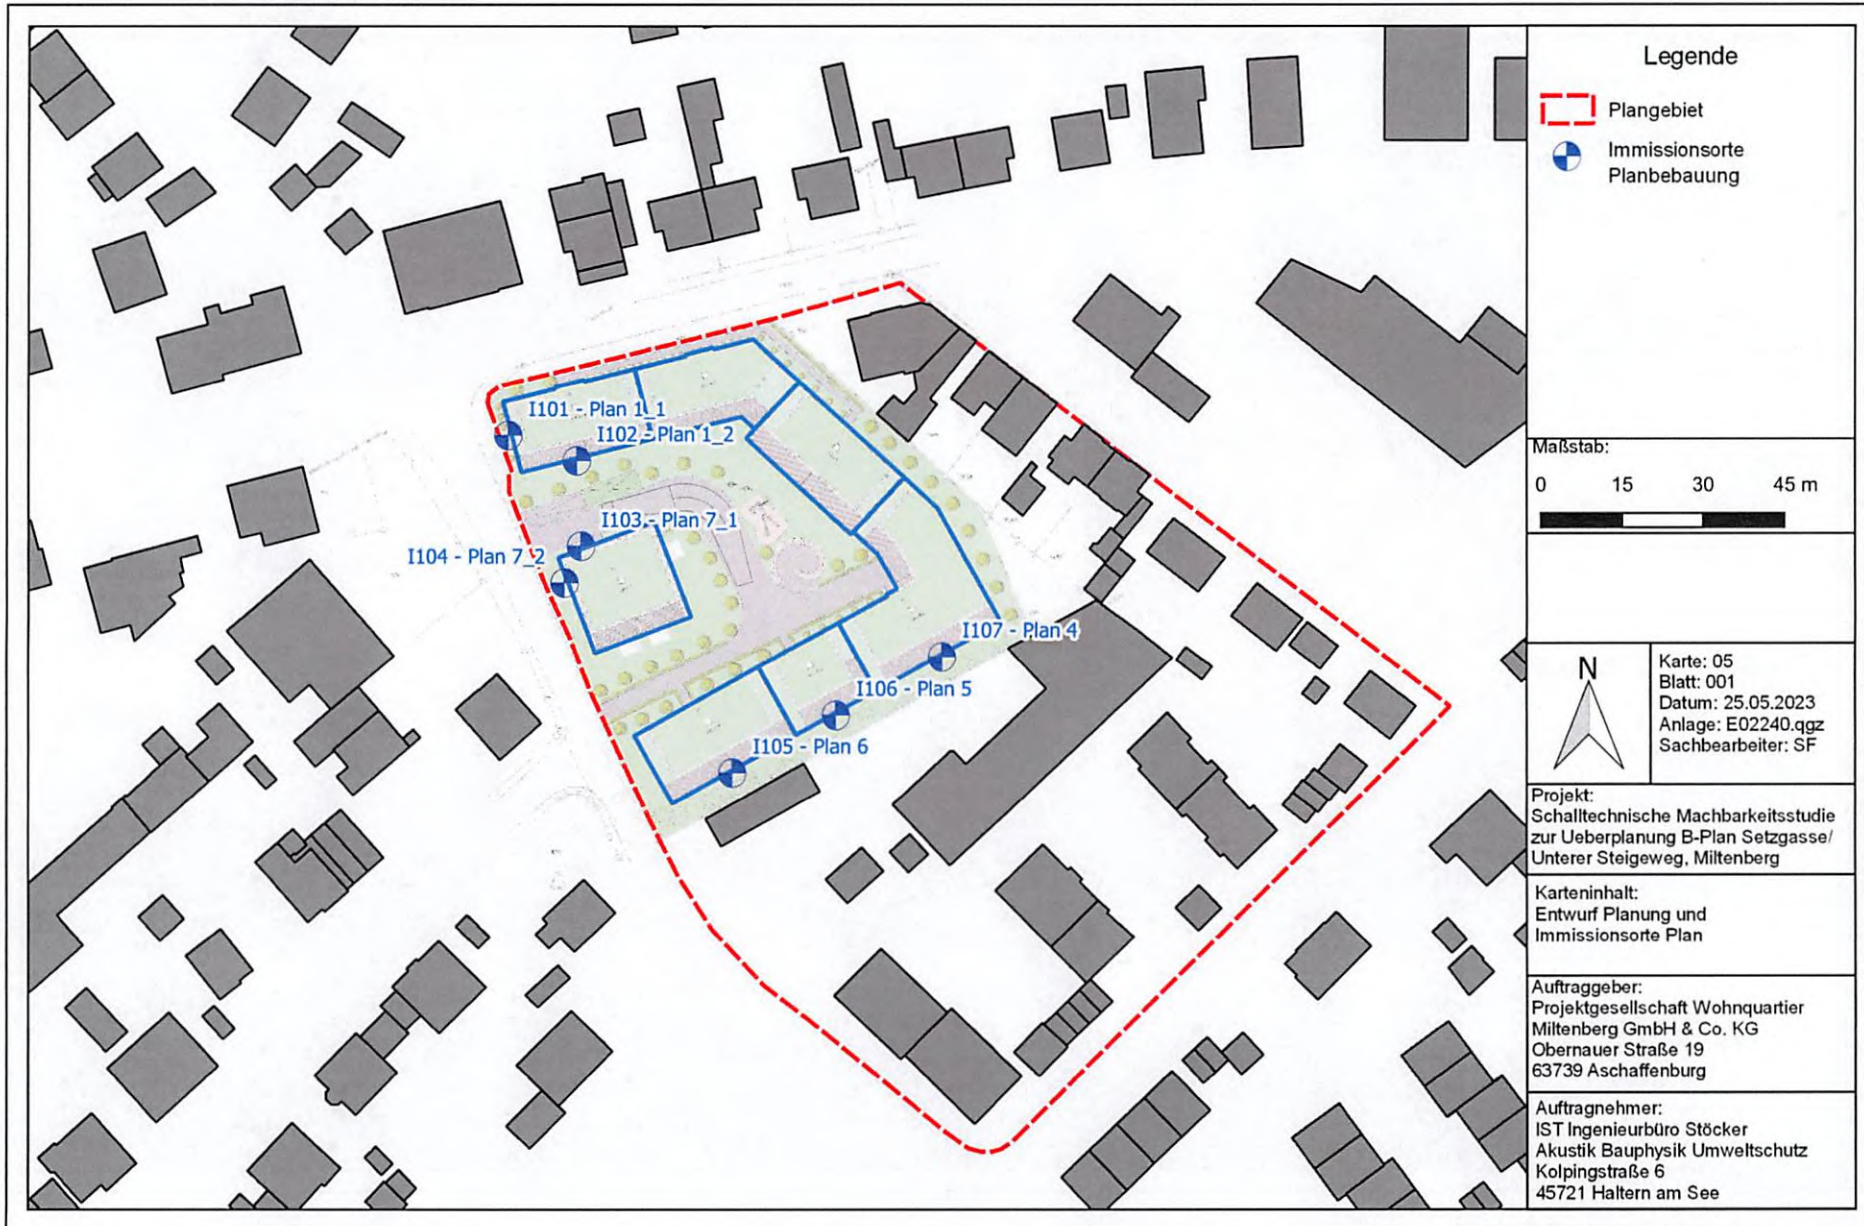 I101 - Plan 1_1
I102 - Plan 1_2
I103 - Plan 7_1
I104 - Plan 7_2
I107 - Plan 4
I106 - Plan 5
I105 - Plan 6
Legende
Plangebiet
Immissionsorte
Planbebauung
Maßstab:
0 15 30 45 m
N
Karte: 05
Blatt: 001
Datum: 25.05.2023
Anlage: E02240.qgz
Sachbearbeiter: SF
Projekt:
Schalltechnische Machbarkeitsstudie
zur Ueberplanung B-Plan Setzgasse/
Unterer Steigeweg, Miltenberg
Karteninhalt:
Entwurf Planung und
Immissionsorte Plan
Auftraggeber:
Projektgesellschaft Wohnquartier
Miltenberg GmbH & Co. KG
Obernauer Straße 19
63739 Aschaffenburg
Auftragnehmer:
IST Ingenieurbüro Stöcker
Akustik Bauphysik Umweltschutz
Kolpingstraße 6
45721 Haltern am See